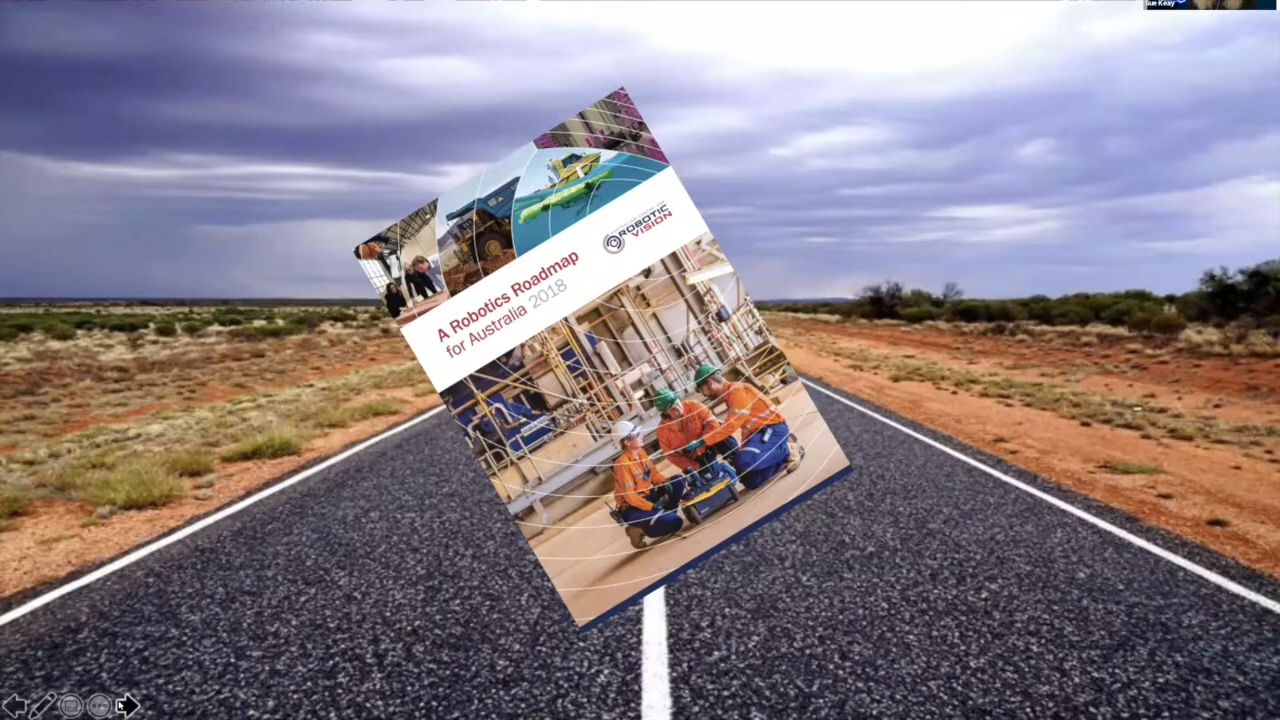 Sue Keay
ROBOTIC
VISION
A Robotics Roadmap
for Australia 2018